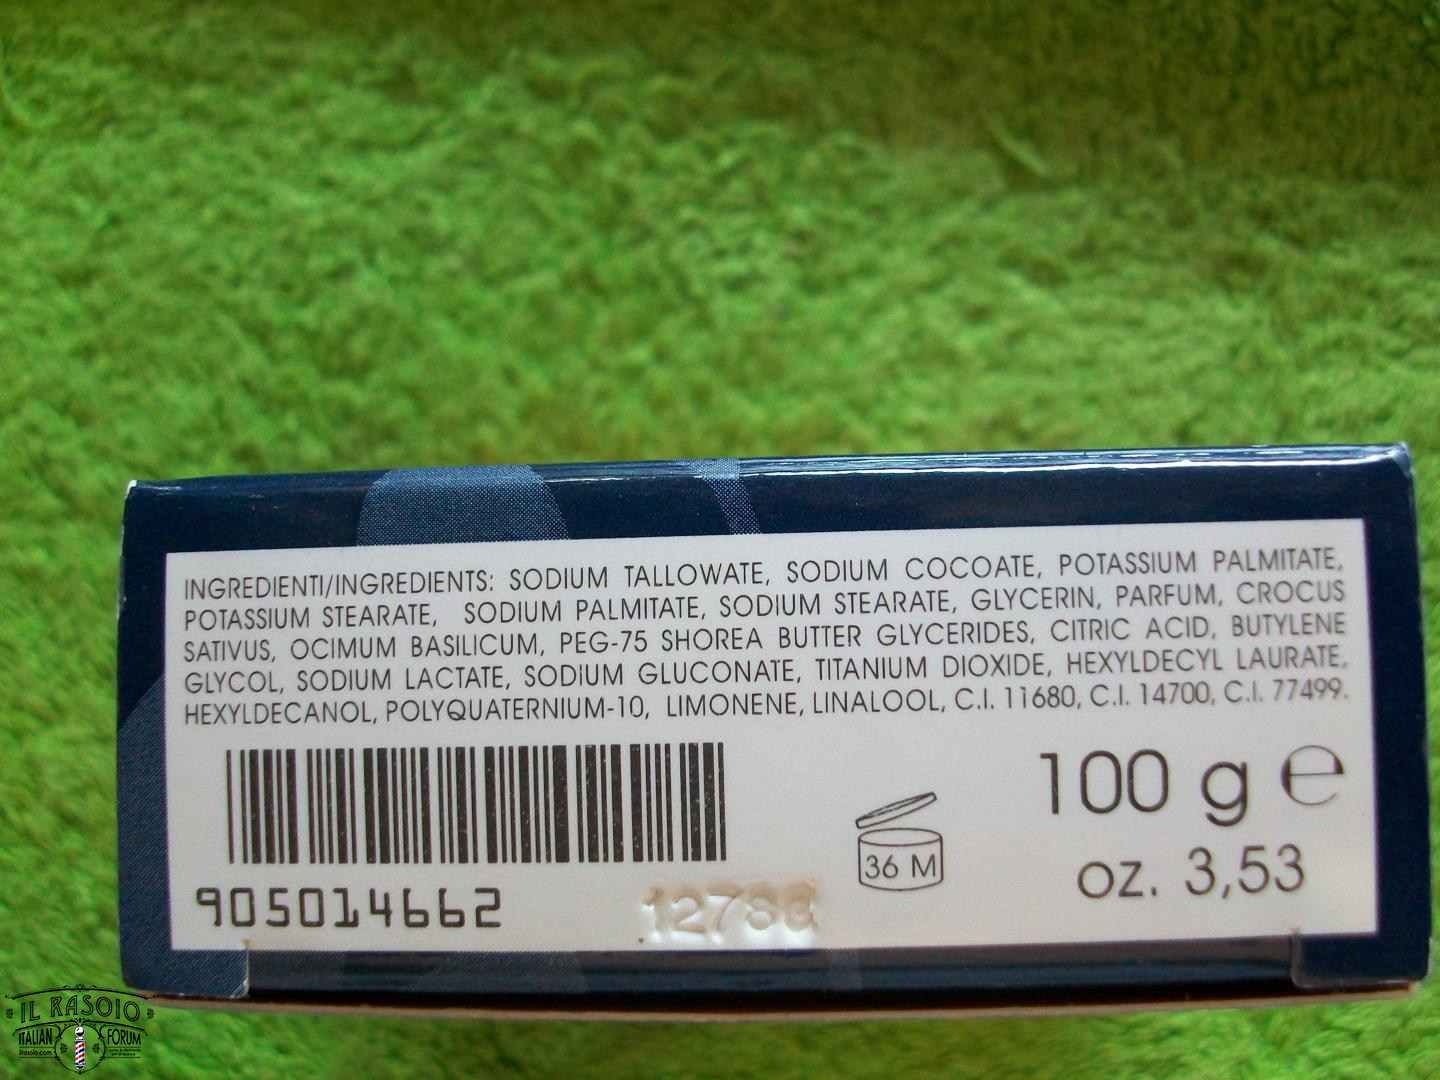 INGREDIENTI/INGREDIENTS: SODIUM TALLOWATE, SODIUM COCOATE, POTASSIUM PALMITATE,
POTASSIUM STEARATE, SODIUM PALMITATE, SODIUM STEARATE, GLYCERIN, PARFUM, CROCUS
SATIVUS, OCIMUM BASILICUM, PEG-75 SHOREA BUTTER GLYCERIDES, CITRIC ACID, BUTYLENE
GLYCOL, SODIUM LACTATE, SODIUM GLUCONATE, TITANIUM DIOXIDE, HEXYLDECYL LAURATE,
HEXYLDECANOL, POLYQUATERNIUM-10, LIMONENE, LINALOOL, C.I. 11680, C.I. 14700, C.I. 77499.
100 g e
36 M
oz. 3,53
905014662
IL RASOIO
ITALIAN FORUM
ilrasoio.com